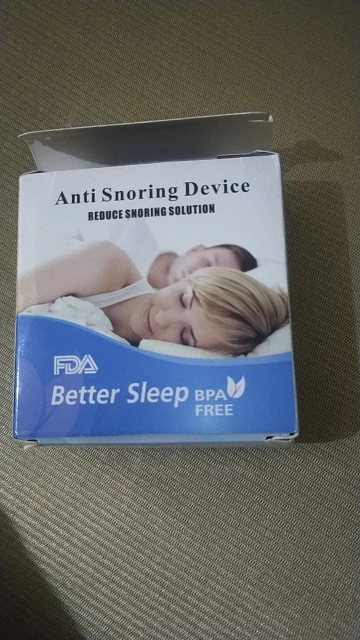 Anti Snoring Device
REDUCE SNORING SOLUTION
FDA
Better Sleep
BPA
FREE